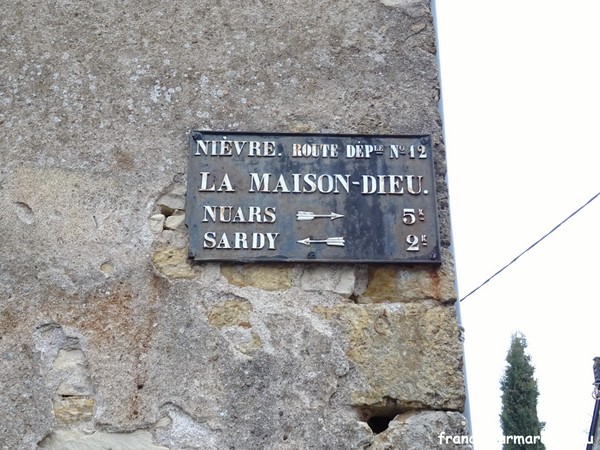 NIÈVRE. ROUTE DÉPLE NO 12
LA MAISON-DIEU.
NUARS 5K
SARDY 2K